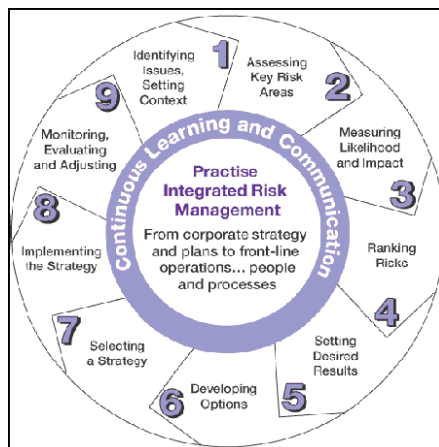 1
Identifying
Issues,
Setting
Context
2
Assessing
Key Risk
Areas
3
Measuring
Likelihood
and Impact
4
Ranking
Riskc
5
Setting
Desired
Results
6
Developing
Options
7
Selecting
a Strategy
8
Implementing
the Strategy
9
Monitoring,
Evaluating
and Adjusting
Continuous Learning and Communication
Practise
Integrated Risk
Management
From corporate strategy
and plans to front-line
operations... people
and processes